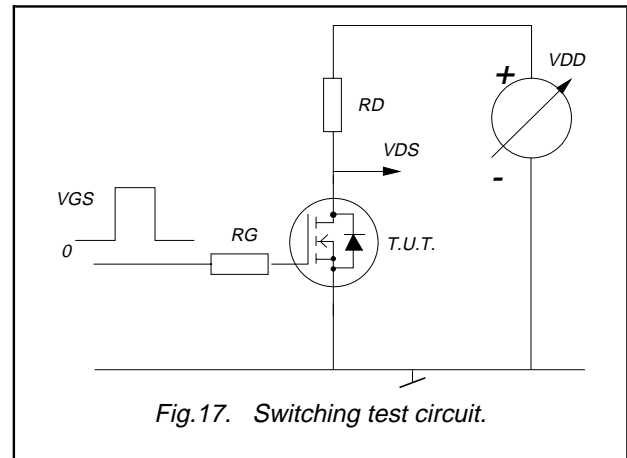 +
VDD
RD
VDS
-
VGS
0
RG
T.U.T.
Fig.17. Switching test circuit.